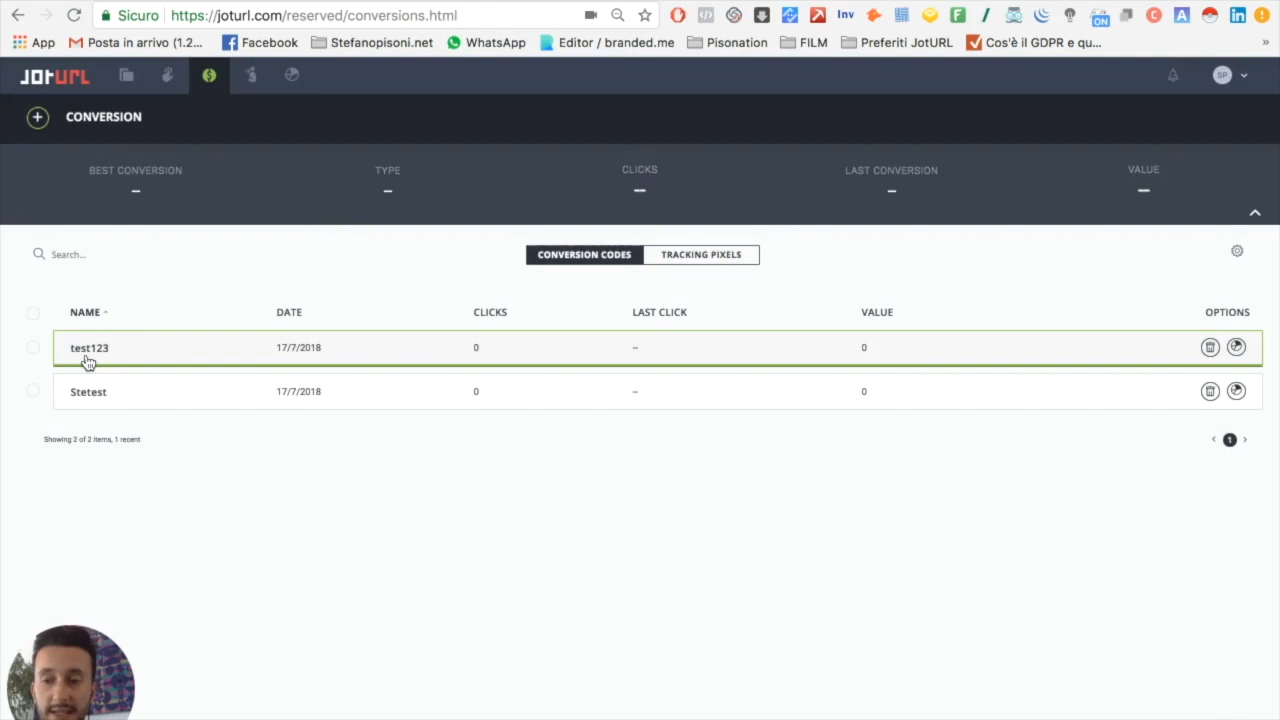 Sicuro https://joturl.com/reserved/conversions.html Inv ON
App Posta in arrivo (1.2... Facebook Stefanopisoni.net WhatsApp Editor / branded.me Pisonation FILM Preferiti JotURL Cos'è il GDPR e qu... »
JOTURL SP
CONVERSION
BEST CONVERSION TYPE CLICKS LAST CONVERSION VALUE
– – – – –
Search... CONVERSION CODES TRACKING PIXELS
NAME DATE CLICKS LAST CLICK VALUE OPTIONS
test123 17/7/2018 0 – 0
Stetest 17/7/2018 0 – 0
Showing 2 of 2 items, 1 recent < 1 >